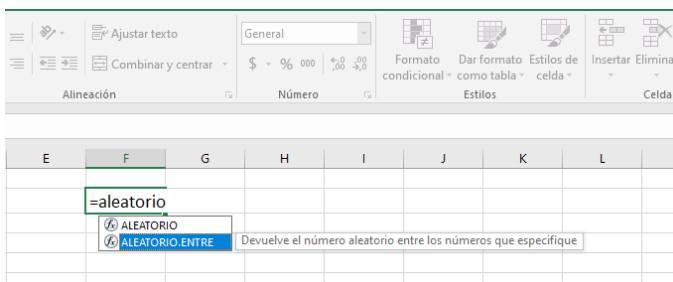 Ajustar texto
General
Combinar y centrar
$ % 000
Formato condicional
Dar formato como tabla
Estilos de celda
Insertar
Elimina
Alineación
Número
Estilos
Celda
E F G H I J K L
=aleatorio
ALEATORIO
ALEATORIO.ENTRE
Devuelve el número aleatorio entre los números que especifique